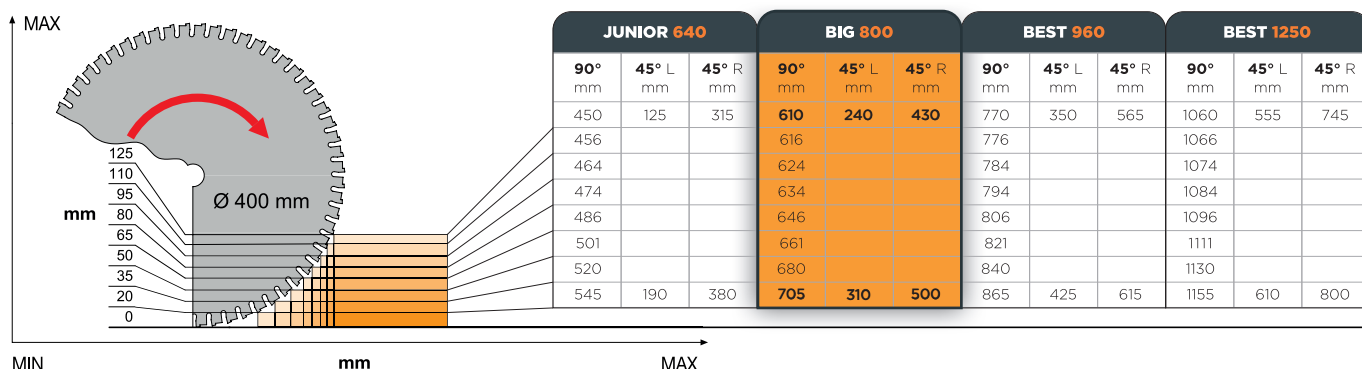 MAX
JUNIOR 640 BIG 800 BEST 960 BEST 1250
90° 45° L 45° R 90° 45° L 45° R 90° 45° L 45° R 90° 45° L 45° R
mm mm mm mm mm mm mm mm mm mm mm mm
450 125 315 610 240 430 770 350 565 1060 555 745
456 616 776 1066
464 624 784 1074
474 634 794 1084
486 646 806 1096
501 661 821 1111
520 680 840 1130
545 190 380 705 310 500 865 425 615 1155 610 800
125
110
95
80
65
50
35
20
0
mm
Ø 400 mm
MIN mm MAX